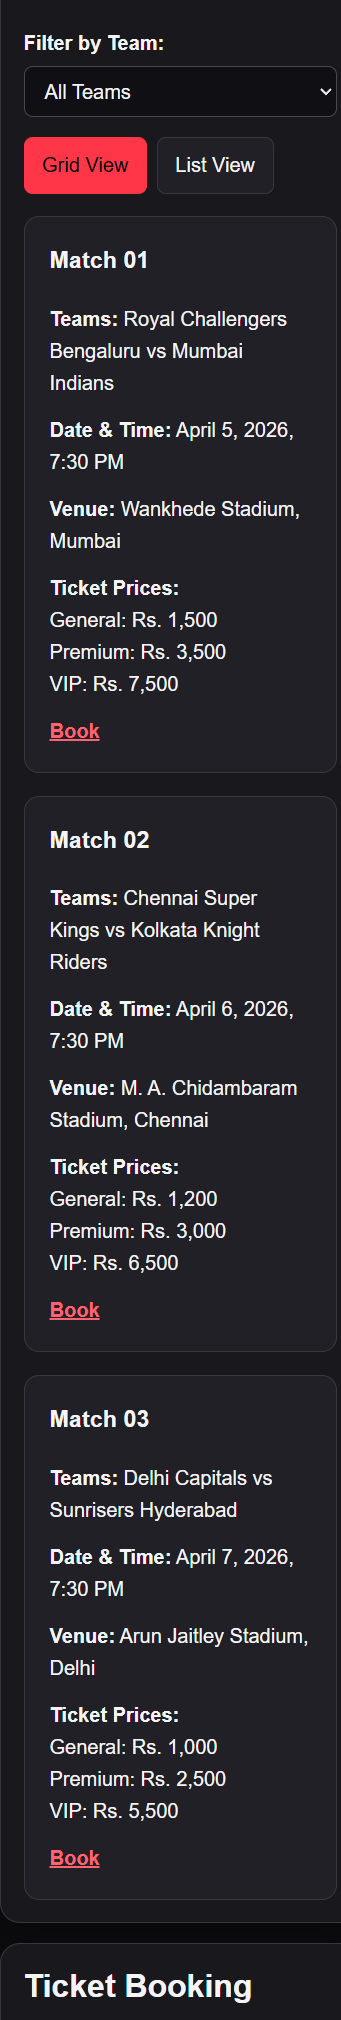 Filter by Team:
All Teams
Grid View
List View
Match 01
Teams: Royal Challengers
Bengaluru vs Mumbai
Indians
Date & Time: April 5, 2026,
7:30 PM
Venue: Wankhede Stadium,
Mumbai
Ticket Prices:
General: Rs. 1,500
Premium: Rs. 3,500
VIP: Rs. 7,500
Book
Match 02
Teams: Chennai Super
Kings vs Kolkata Knight
Riders
Date & Time: April 6, 2026,
7:30 PM
Venue: M. A. Chidambaram
Stadium, Chennai
Ticket Prices:
General: Rs. 1,200
Premium: Rs. 3,000
VIP: Rs. 6,500
Book
Match 03
Teams: Delhi Capitals vs
Sunrisers Hyderabad
Date & Time: April 7, 2026,
7:30 PM
Venue: Arun Jaitley Stadium,
Delhi
Ticket Prices:
General: Rs. 1,000
Premium: Rs. 2,500
VIP: Rs. 5,500
Book
Ticket Booking